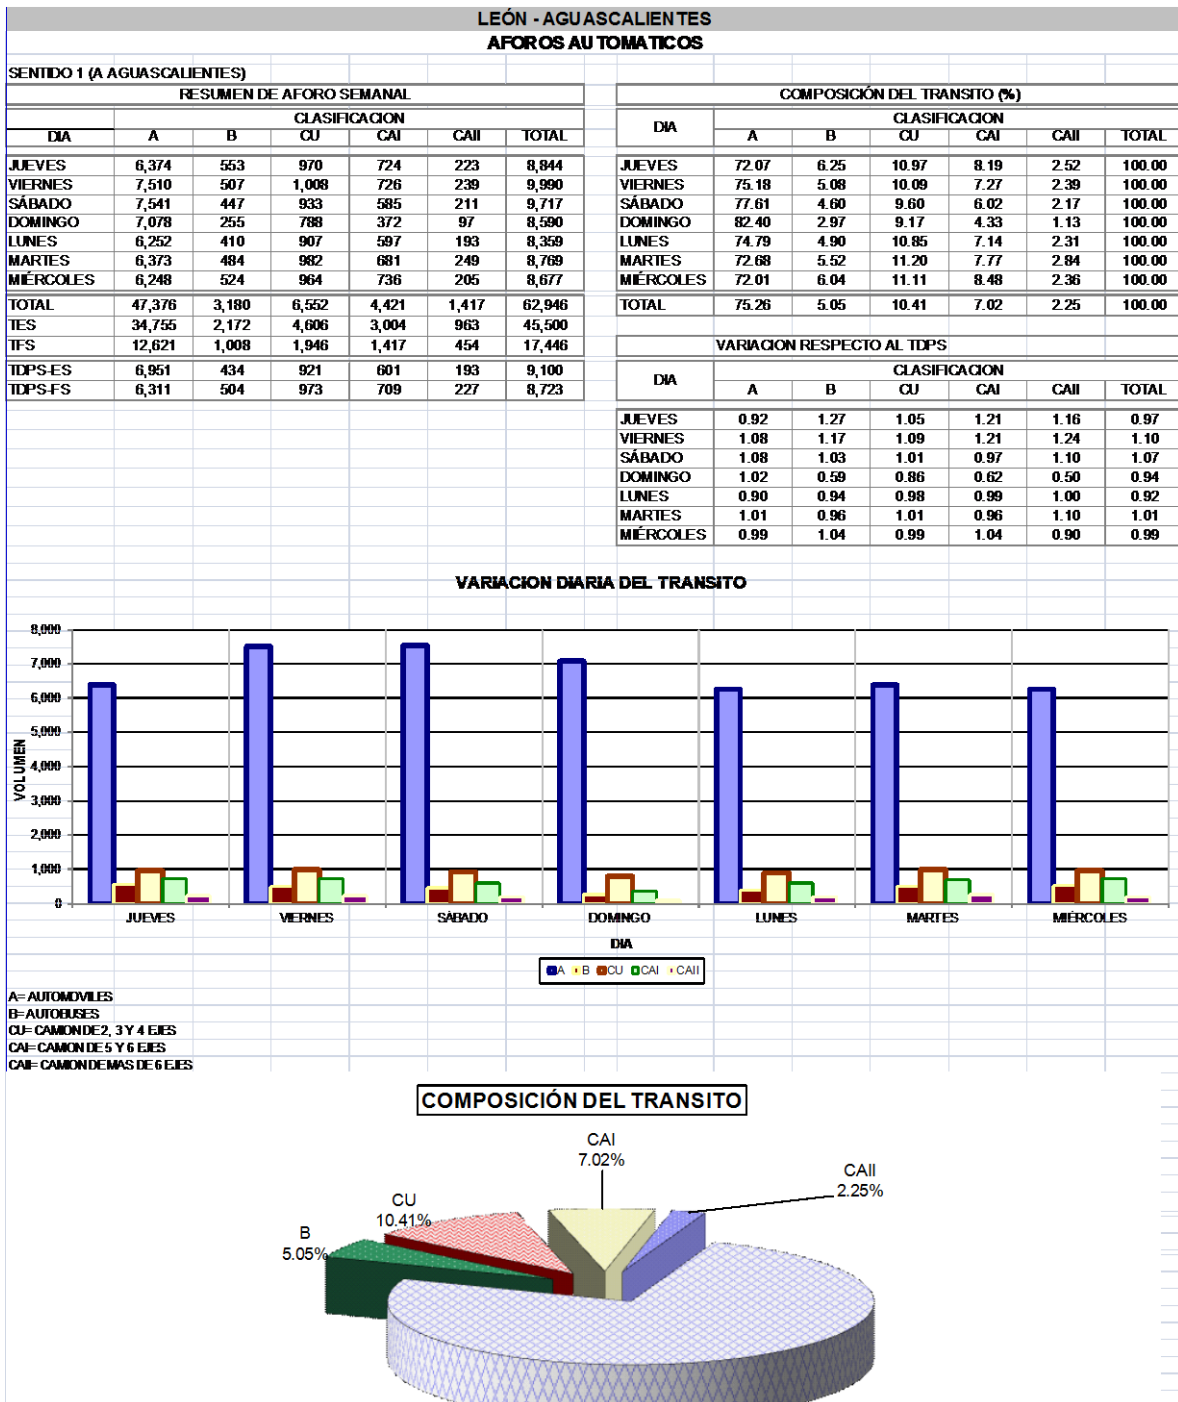 LEÓN - AGUASCALIENTES
AFOROS AUTOMATICOS
SENTIDO 1 (A AGUASCALIENTES)
RESUMEN DE AFORO SEMANAL
CLASIFICACION
DIA A B CU CAI CAII TOTAL
JUEVES 6,374 553 970 724 223 8,844
VIERNES 7,510 507 1,008 726 239 9,990
SÁBADO 7,541 447 933 585 211 9,717
DOMINGO 7,078 255 788 372 97 8,590
LUNES 6,252 410 907 597 193 8,359
MARTES 6,373 484 982 681 249 8,769
MIÉRCOLES 6,248 524 964 736 205 8,677
TOTAL 47,376 3,180 6,552 4,421 1,417 62,946
TES 34,755 2,172 4,606 3,004 963 45,500
TFS 12,621 1,008 1,946 1,417 454 17,446
TDPS-ES 6,951 434 921 601 193 9,100
TDPS-FS 6,311 504 973 709 227 8,723
COMPOSICIÓN DEL TRANSITO (%)
CLASIFICACION
DIA A B CU CAI CAII TOTAL
JUEVES 72.07 6.25 10.97 8.19 2.52 100.00
VIERNES 75.18 5.08 10.09 7.27 2.39 100.00
SÁBADO 77.61 4.60 9.60 6.02 2.17 100.00
DOMINGO 82.40 2.97 9.17 4.33 1.13 100.00
LUNES 74.79 4.90 10.85 7.14 2.31 100.00
MARTES 72.68 5.52 11.20 7.77 2.84 100.00
MIÉRCOLES 72.01 6.04 11.11 8.48 2.36 100.00
TOTAL 75.26 5.05 10.41 7.02 2.25 100.00
VARIACION RESPECTO AL TDPS
CLASIFICACION
DIA A B CU CAI CAII TOTAL
JUEVES 0.92 1.27 1.05 1.21 1.16 0.97
VIERNES 1.08 1.17 1.09 1.21 1.24 1.10
SÁBADO 1.08 1.03 1.01 0.97 1.10 1.07
DOMINGO 1.02 0.59 0.86 0.62 0.50 0.94
LUNES 0.90 0.94 0.98 0.99 1.00 0.92
MARTES 1.01 0.96 1.01 0.96 1.10 1.01
MIÉRCOLES 0.99 1.04 0.99 1.04 0.90 0.99
VARIACION DIARIA DEL TRANSITO
VOLUMEN
8,000
7,000
6,000
5,000
4,000
3,000
2,000
1,000
0
JUEVES VIERNES SÁBADO DOMINGO LUNES MARTES MIÉRCOLES
DIA
A B CU CAI CAII
A= AUTOMOVILES
B= AUTOBUSES
CU= CAMION DE 2, 3 Y 4 EJES
CAI= CAMION DE 5 Y 6 EJES
CAII= CAMION DE MAS DE 6 EJES
COMPOSICIÓN DEL TRANSITO
CAI
7.02%
CAII
2.25%
CU
10.41%
B
5.05%